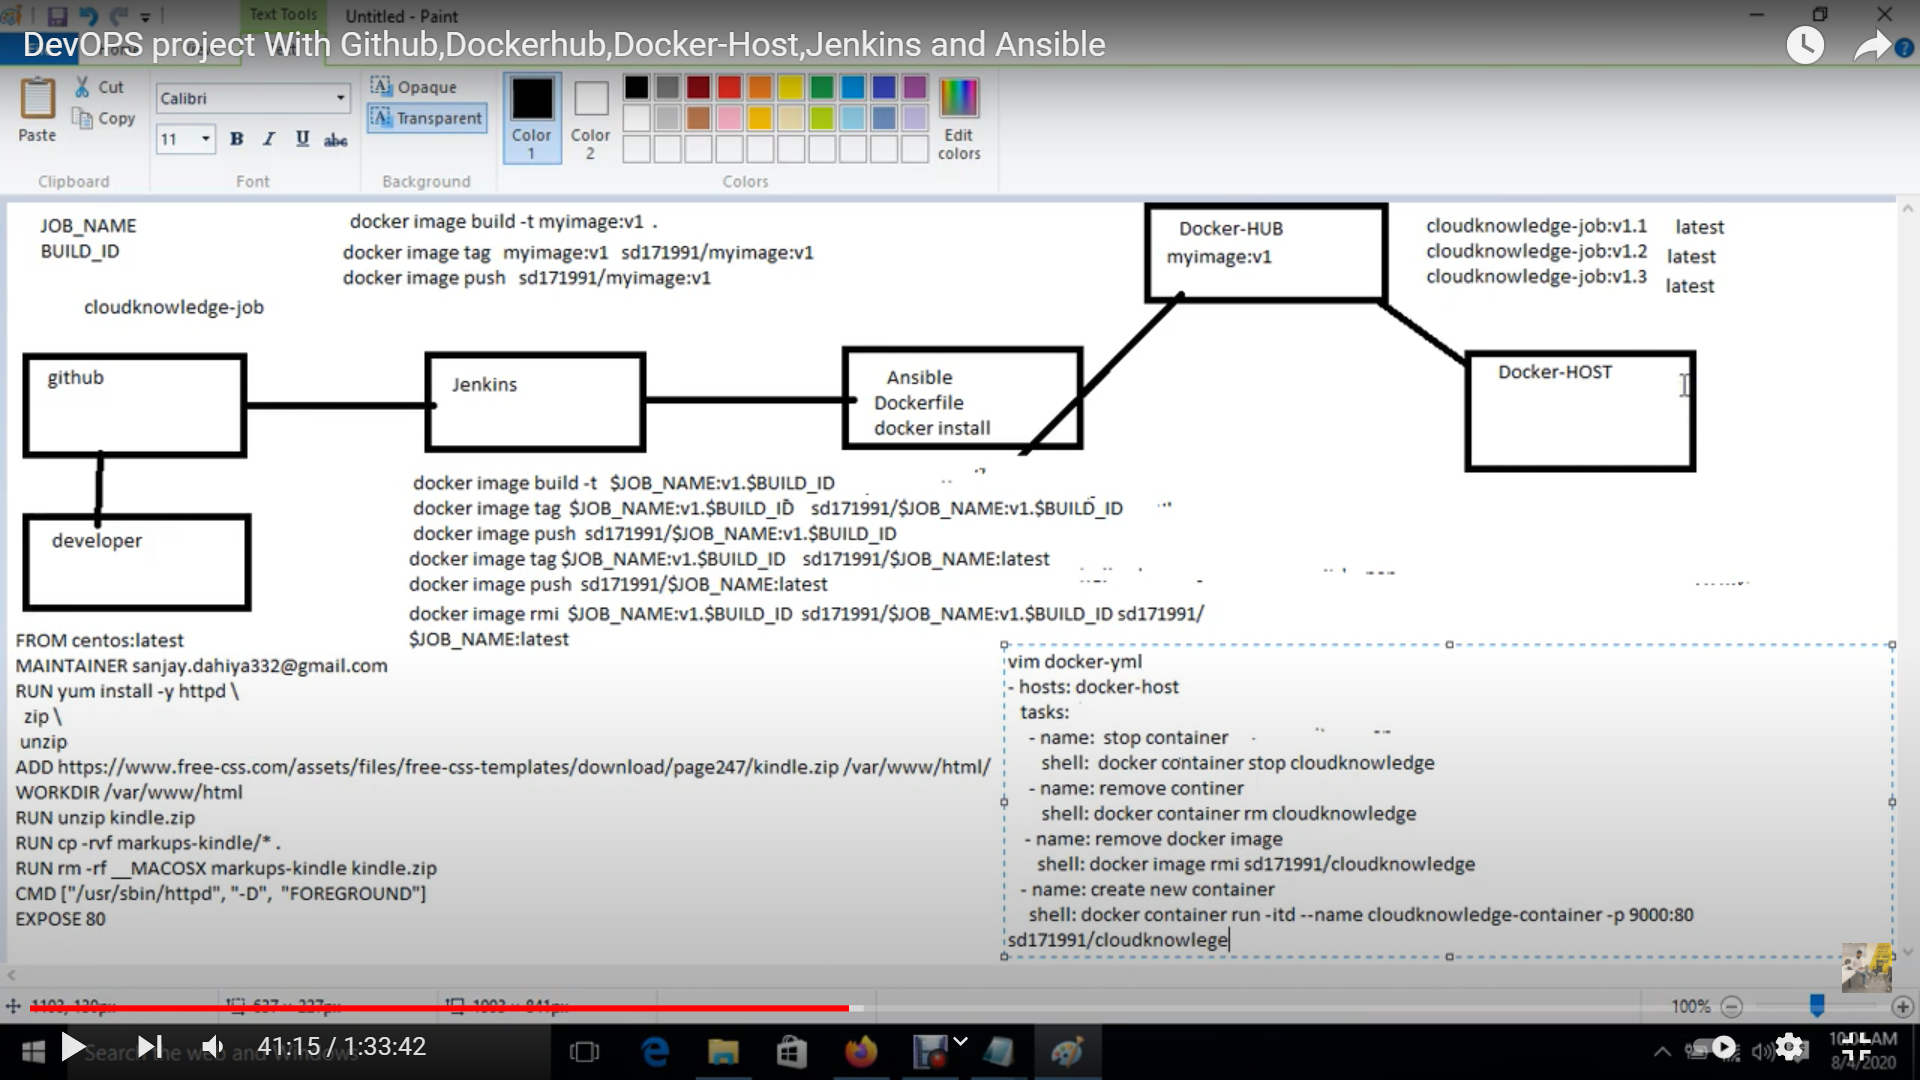 Text Tools
Untitled - Paint
DevOPS project With Github,Dockerhub,Docker-Host,Jenkins and Ansible
Paste
Cut
Copy
Clipboard
Calibri
11
B I U abc
Font
Opaque
Transparent
Background
Color 1
Color 2
Edit colors
Colors
JOB_NAME
BUILD_ID
cloudknowledge-job
docker image build -t myimage:v1 .
docker image tag myimage:v1 sd171991/myimage:v1
docker image push sd171991/myimage:v1
Docker-HUB
myimage:v1
cloudknowledge-job:v1.1 latest
cloudknowledge-job:v1.2 latest
cloudknowledge-job:v1.3 latest
github
Jenkins
Ansible
Dockerfile
docker install
Docker-HOST
developer
docker image build -t $JOB_NAME:v1.$BUILD_ID
docker image tag $JOB_NAME:v1.$BUILD_ID sd171991/$JOB_NAME:v1.$BUILD_ID
docker image push sd171991/$JOB_NAME:v1.$BUILD_ID
docker image tag $JOB_NAME:v1.$BUILD_ID sd171991/$JOB_NAME:latest
docker image push sd171991/$JOB_NAME:latest
docker image rmi $JOB_NAME:v1.$BUILD_ID sd171991/$JOB_NAME:v1.$BUILD_ID sd171991/
$JOB_NAME:latest
FROM centos:latest
MAINTAINER sanjay.dahiya332@gmail.com
RUN yum install -y httpd \
zip \
unzip
ADD https://www.free-css.com/assets/files/free-css-templates/download/page247/kindle.zip /var/www/html/
WORKDIR /var/www/html
RUN unzip kindle.zip
RUN cp -rvf markups-kindle/* .
RUN rm -rf __MACOSX markups-kindle kindle.zip
CMD ["/usr/sbin/httpd", "-D", "FOREGROUND"]
EXPOSE 80
vim docker-yml
- hosts: docker-host
tasks:
- name: stop container
shell: docker container stop cloudknowledge
- name: remove continer
shell: docker container rm cloudknowledge
- name: remove docker image
shell: docker image rmi sd171991/cloudknowledge
- name: create new container
shell: docker container run -itd --name cloudknowledge-container -p 9000:80
sd171991/cloudknowlege
100%
Search the web and Windows
41:15 / 1:33:42
8/4/2020